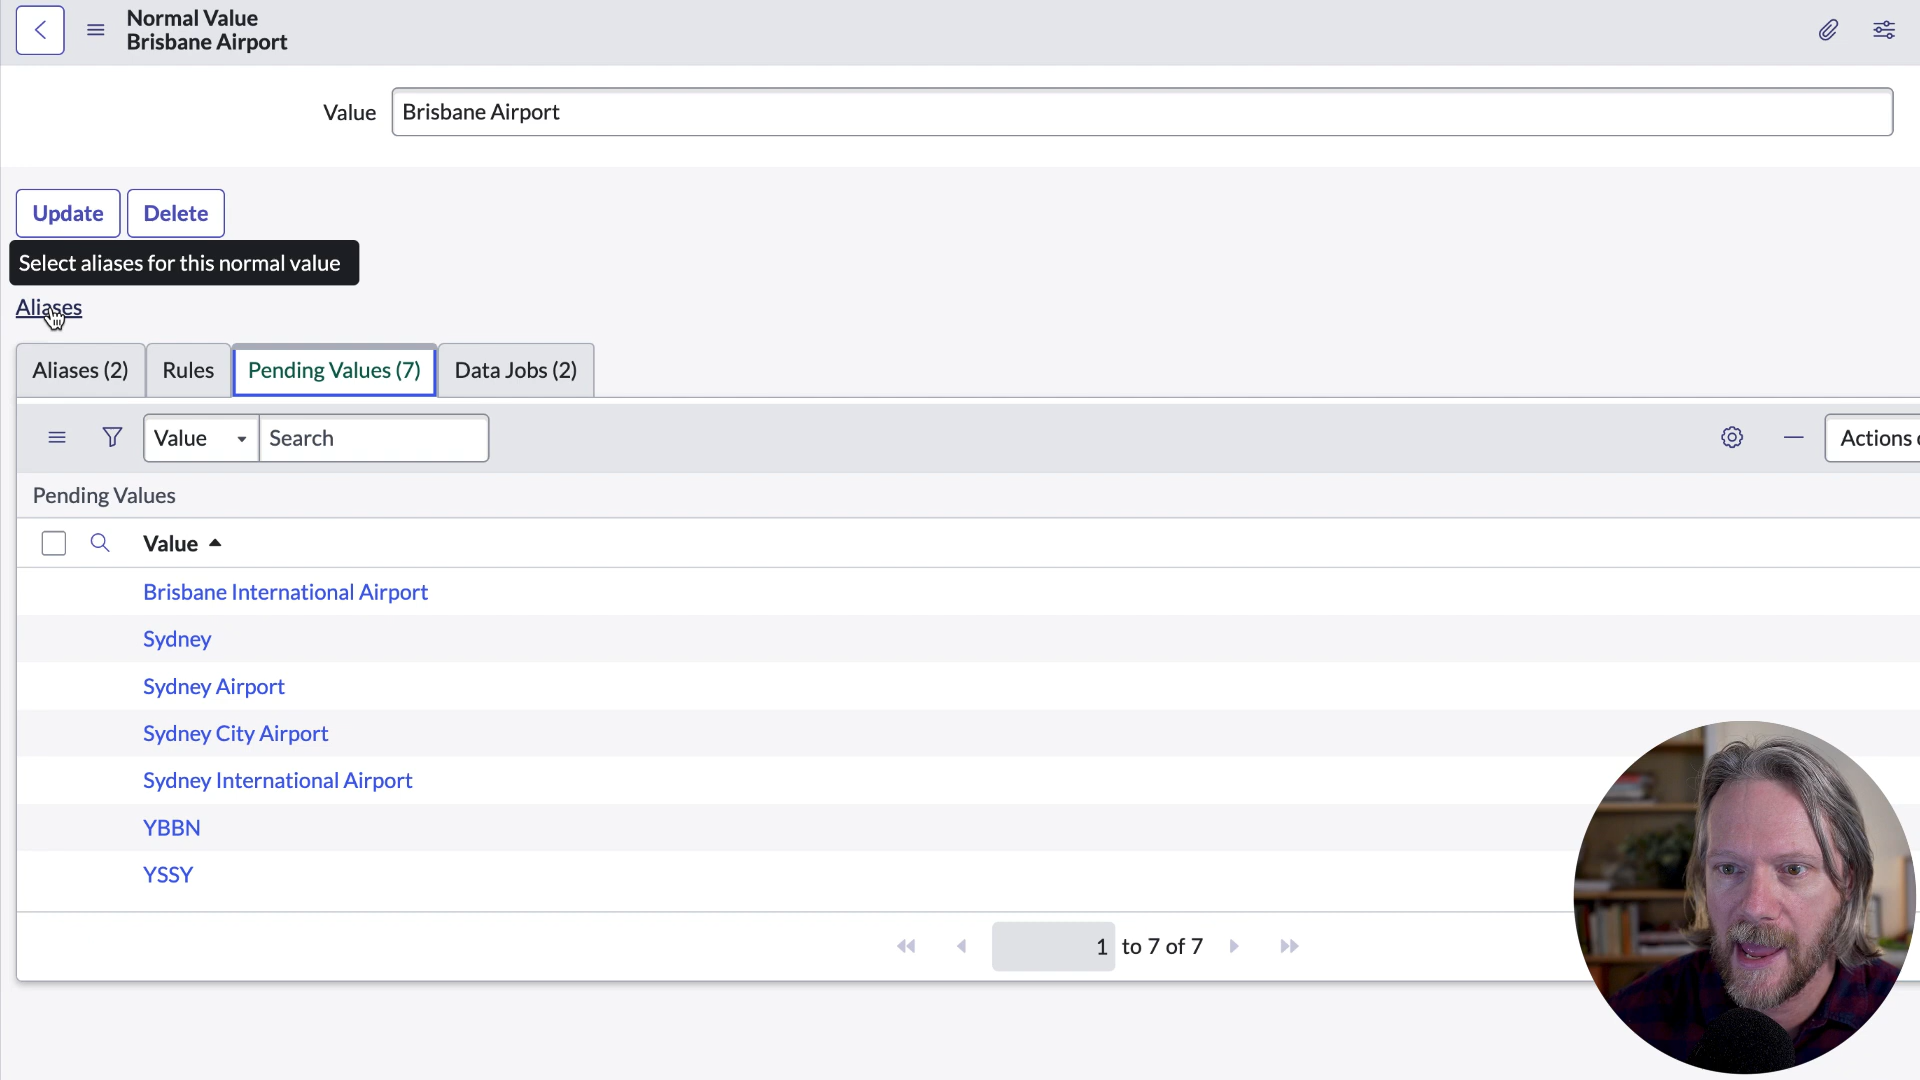 Normal Value
Brisbane Airport
Value Brisbane Airport
Update Delete
Select aliases for this normal value
Aliases
Aliases (2) Rules Pending Values (7) Data Jobs (2)
Value Search Actions
Pending Values
Value
Brisbane International Airport
Sydney
Sydney Airport
Sydney City Airport
Sydney International Airport
YBBN
YSSY
1 to 7 of 7